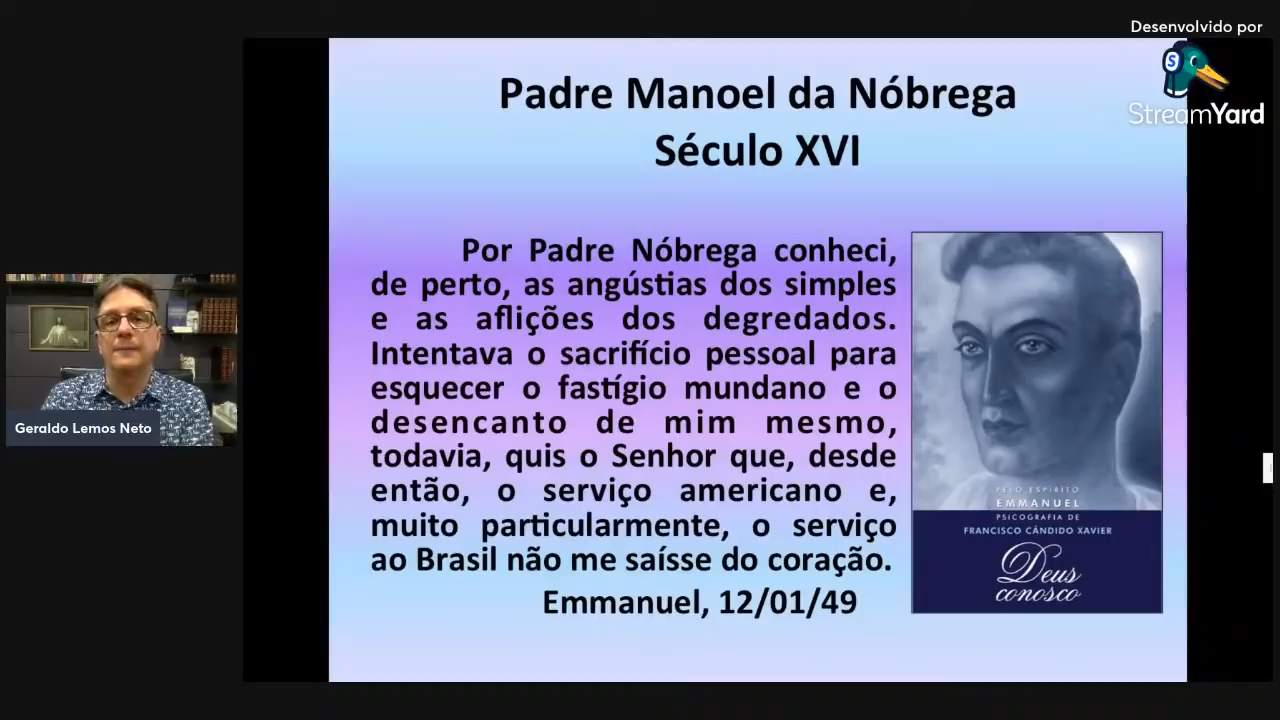 Desenvolvido por
S
StreamYard
Padre Manoel da Nóbrega
Século XVI
Por Padre Nóbrega conheci,
de perto, as angústias dos simples
e as aflições dos degredados.
Intentava o sacrifício pessoal para
esquecer o fastígio mundano e o
desencanto de mim mesmo,
todavia, quis o Senhor que, desde
então, o serviço americano e,
muito particularmente, o serviço
ao Brasil não me saísse do coração.
Emmanuel, 12/01/49
PELO ESPÍRITO
EMMANUEL
PSICOGRAFIA DE
FRANCISCO CÂNDIDO XAVIER
Deus
conosco
Geraldo Lemos Neto